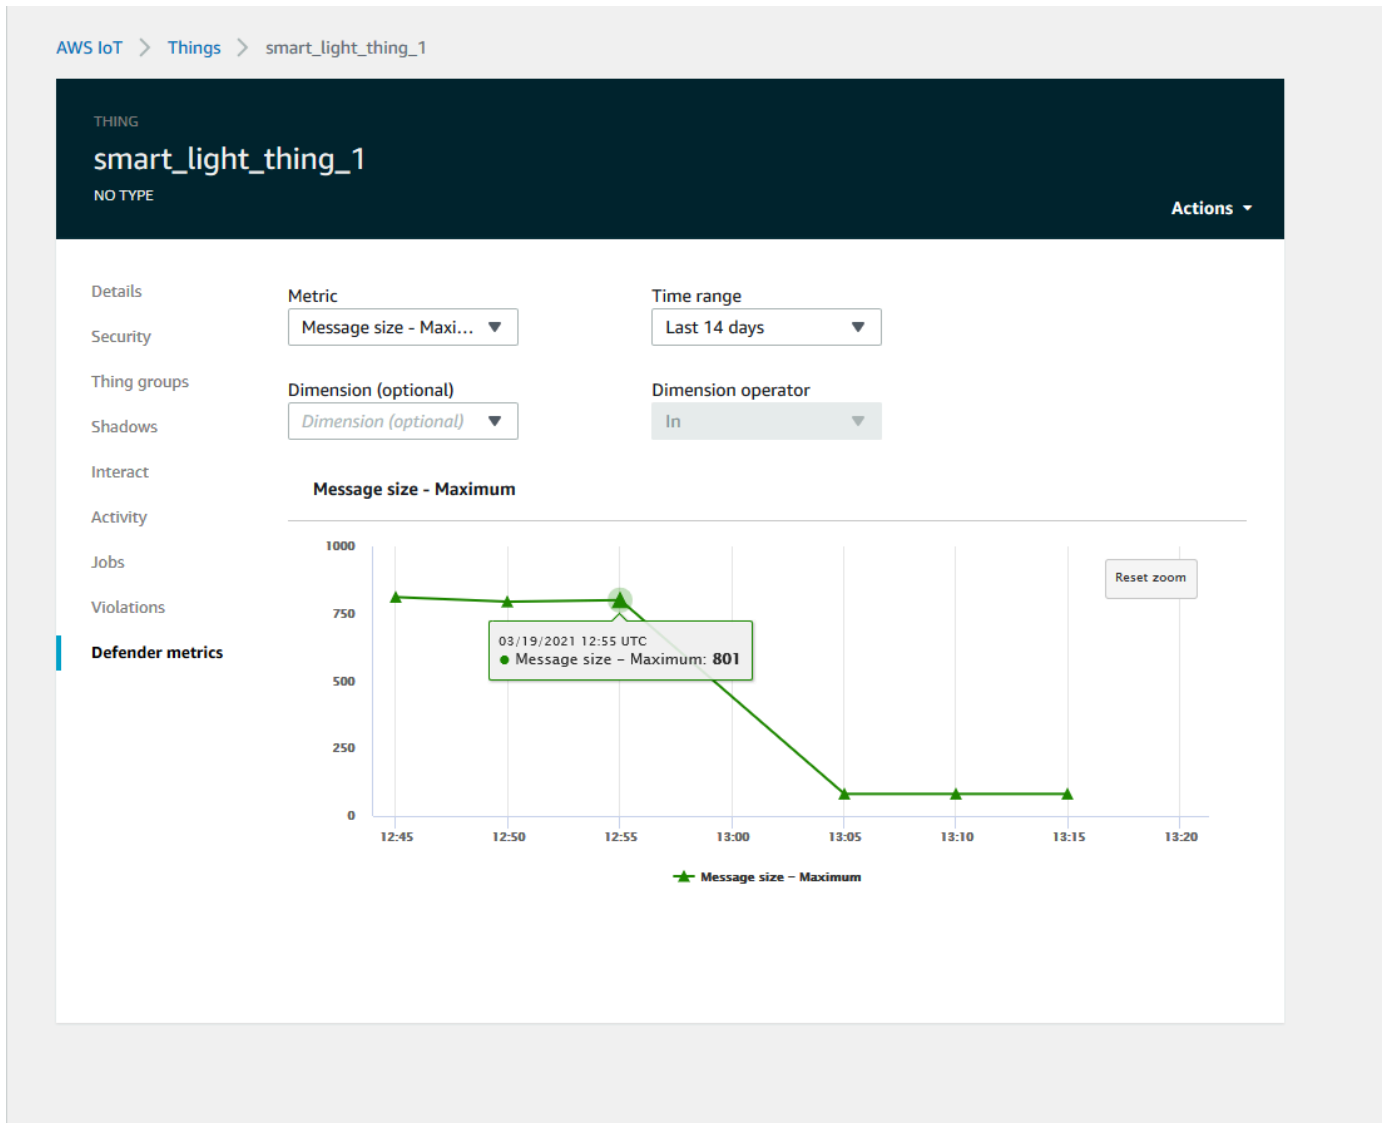 AWS IoT > Things > smart_light_thing_1
THING
smart_light_thing_1
NO TYPE
Actions
Details
Security
Thing groups
Shadows
Interact
Activity
Jobs
Violations
Defender metrics
Metric
Message size - Maxi...
Time range
Last 14 days
Dimension (optional)
Dimension (optional)
Dimension operator
In
Message size - Maximum
Reset zoom
1000
750
500
250
0
03/19/2021 12:55 UTC
Message size - Maximum: 801
12:45 12:50 12:55 13:00 13:05 13:10 13:15 13:20
Message size - Maximum